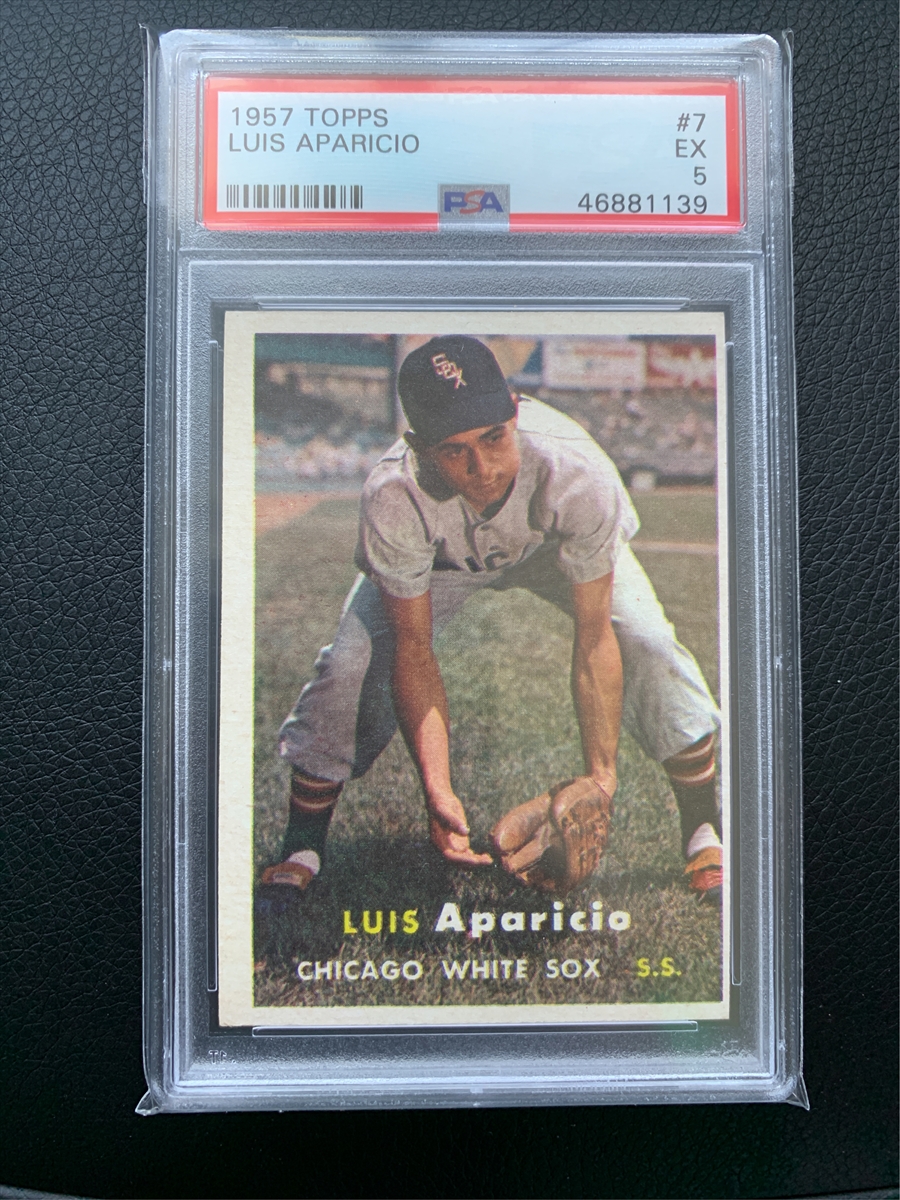 1957 TOPPS #7
LUIS APARICIO EX
5
PSA 46881139
SOX
LUIS Aparicio
CHICAGO WHITE SOX S.S.